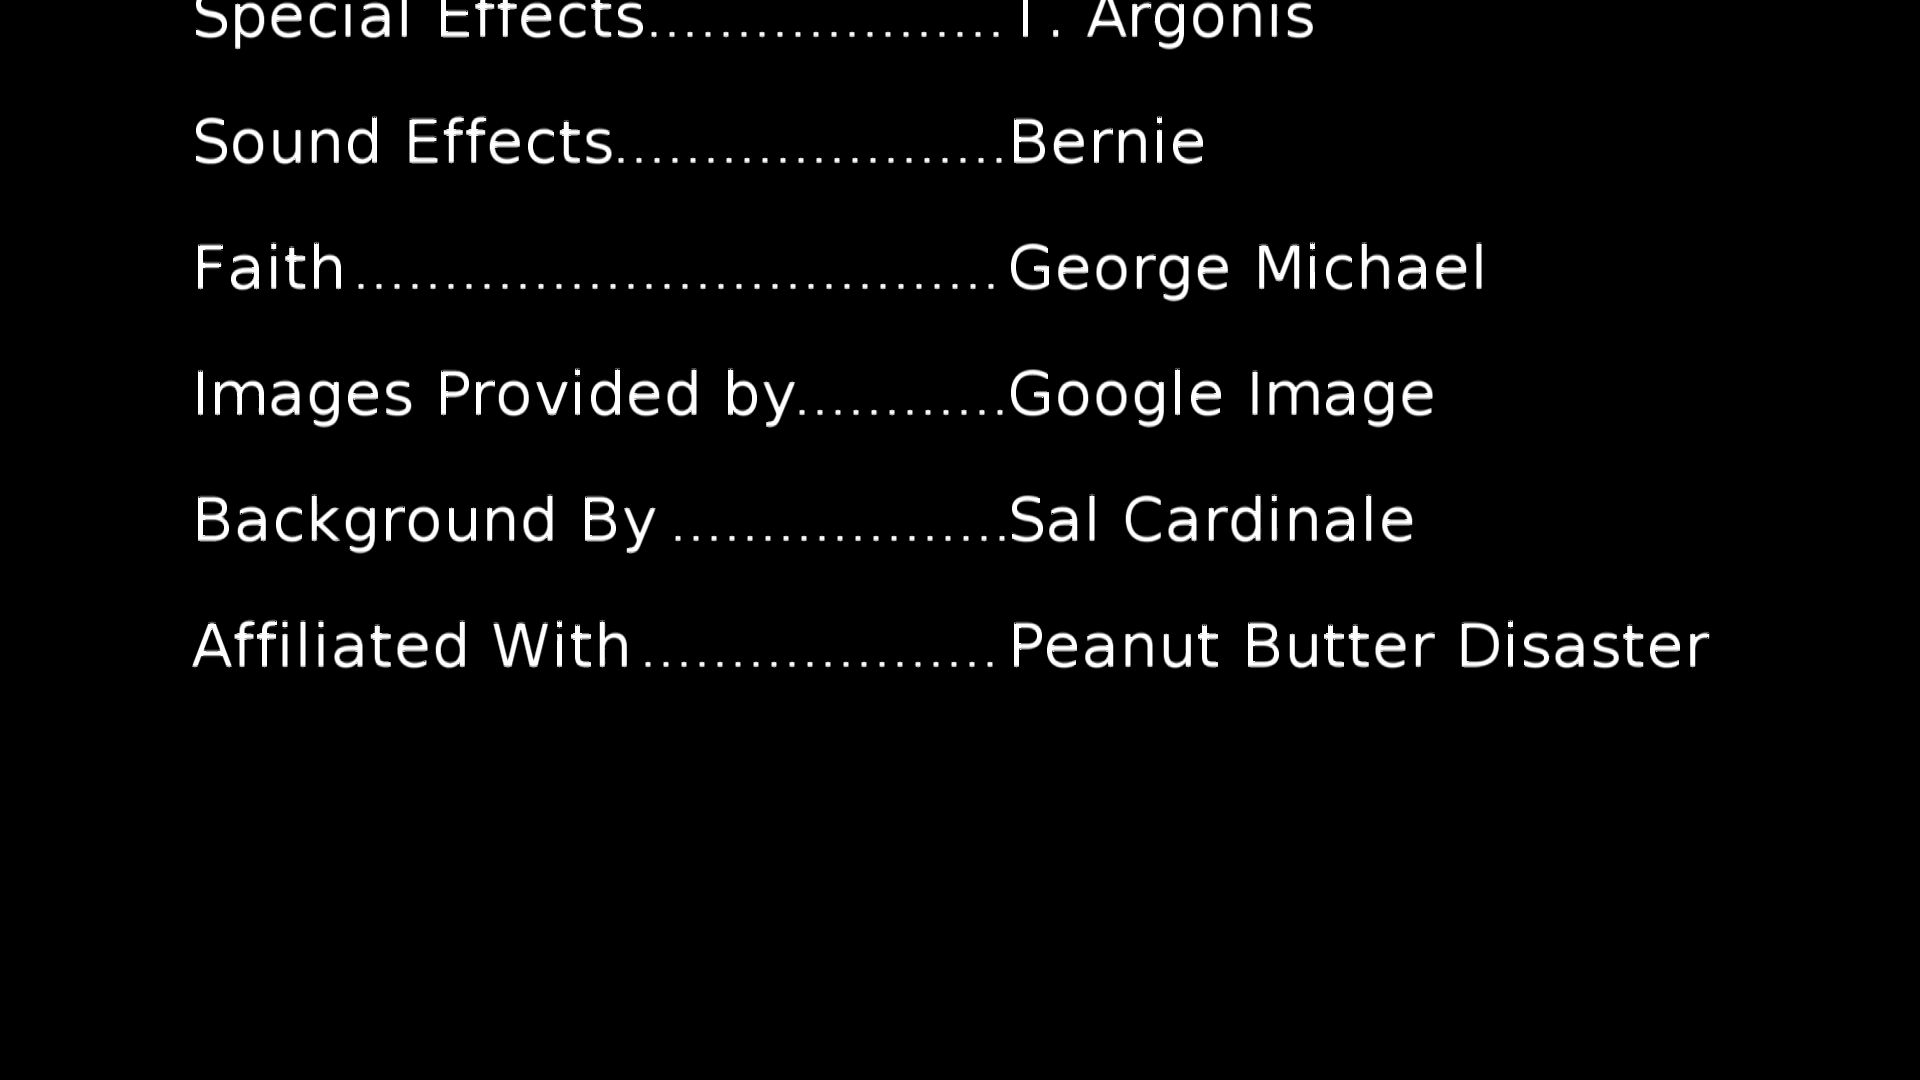 Special Effects...................T. Argonis
Sound Effects.....................Bernie
Faith...................................George Michael
Images Provided by............Google Image
Background By ...................Sal Cardinale
Affiliated With....................Peanut Butter Disaster